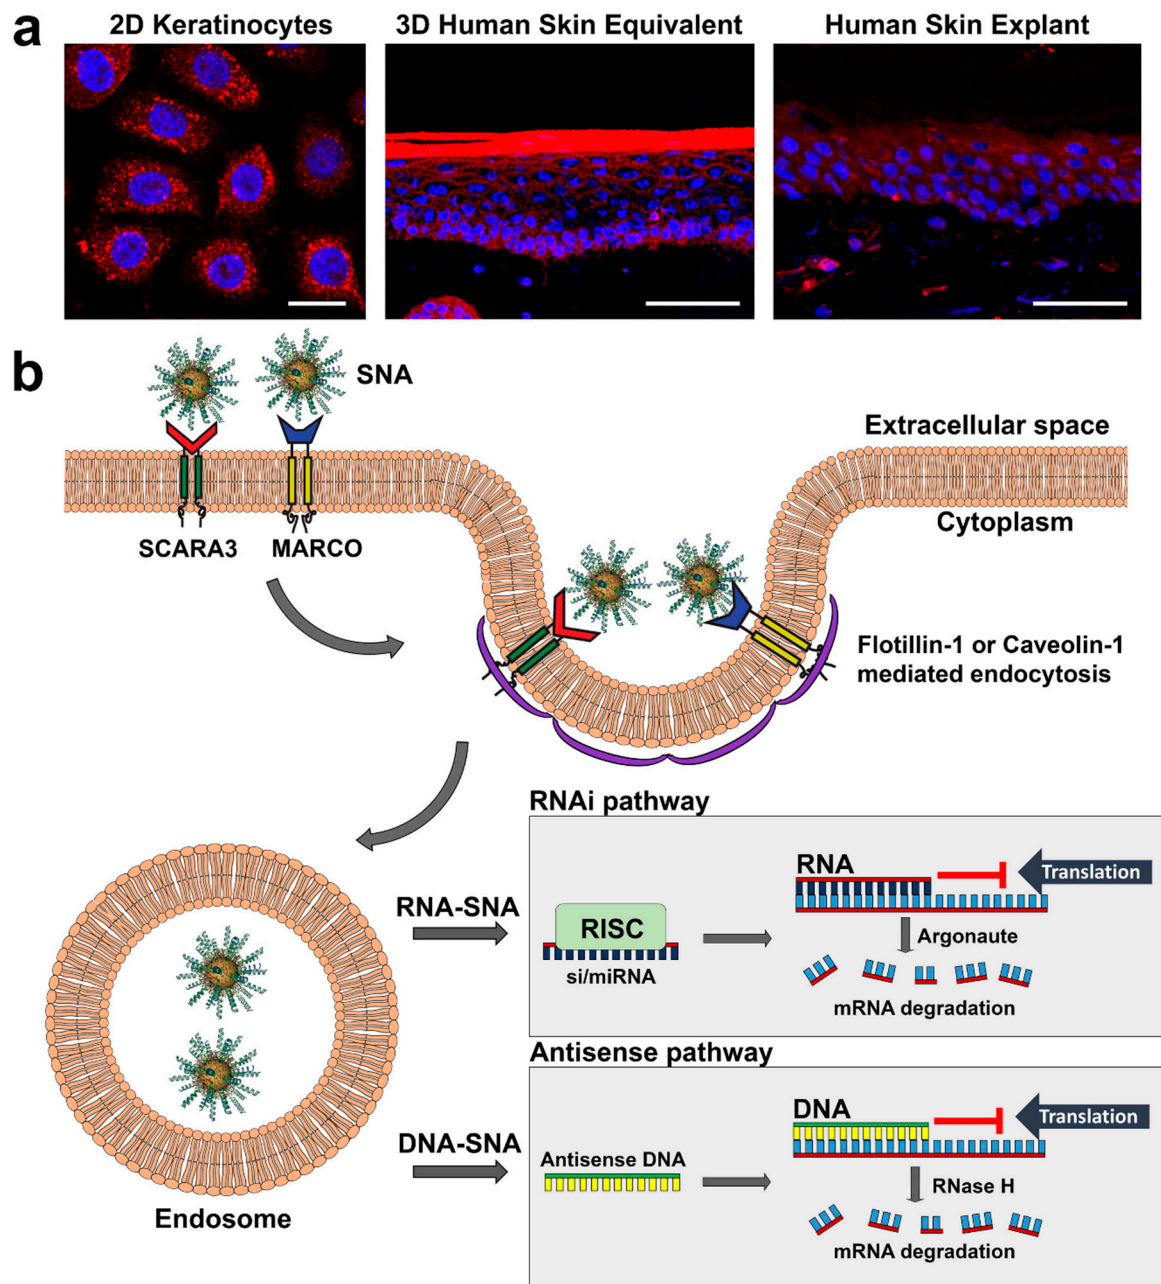 a
2D Keratinocytes
3D Human Skin Equivalent
Human Skin Explant
b
SNA
Extracellular space
Cytoplasm
SCARA3
MARCO
Flotillin-1 or Caveolin-1
mediated endocytosis
RNAi pathway
RNA-SNA
RISC
si/miRNA
RNA
Translation
Argonaute
mRNA degradation
Antisense pathway
DNA-SNA
Antisense DNA
DNA
Translation
RNase H
mRNA degradation
Endosome